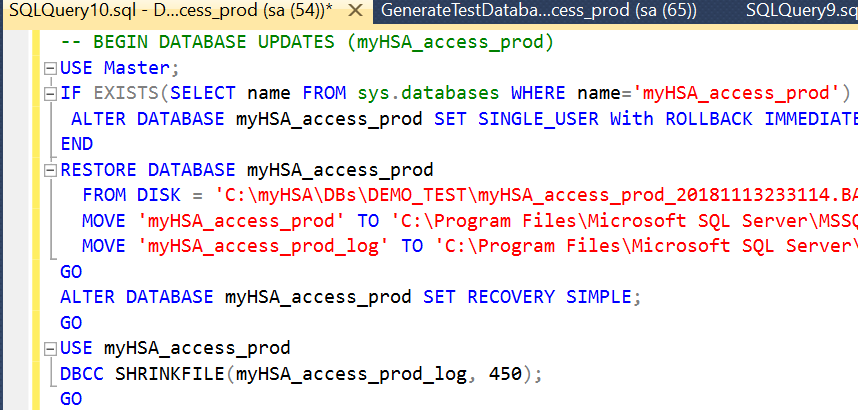 SQLQuery10.sql - D...cess_prod (sa (54))* GenerateTestDataba...cess_prod (sa (65)) SQLQuery9.sq
-- BEGIN DATABASE UPDATES (myHSA_access_prod)
USE Master;
IF EXISTS(SELECT name FROM sys.databases WHERE name='myHSA_access_prod')
ALTER DATABASE myHSA_access_prod SET SINGLE_USER With ROLLBACK IMMEDIATE
END
RESTORE DATABASE myHSA_access_prod
FROM DISK = 'C:\myHSA\DBs\DEMO_TEST\myHSA_access_prod_20181113233114.BA
MOVE 'myHSA_access_prod' TO 'C:\Program Files\Microsoft SQL Server\MSSQ
MOVE 'myHSA_access_prod_log' TO 'C:\Program Files\Microsoft SQL Server\
GO
ALTER DATABASE myHSA_access_prod SET RECOVERY SIMPLE;
GO
USE myHSA_access_prod
DBCC SHRINKFILE(myHSA_access_prod_log, 450);
GO